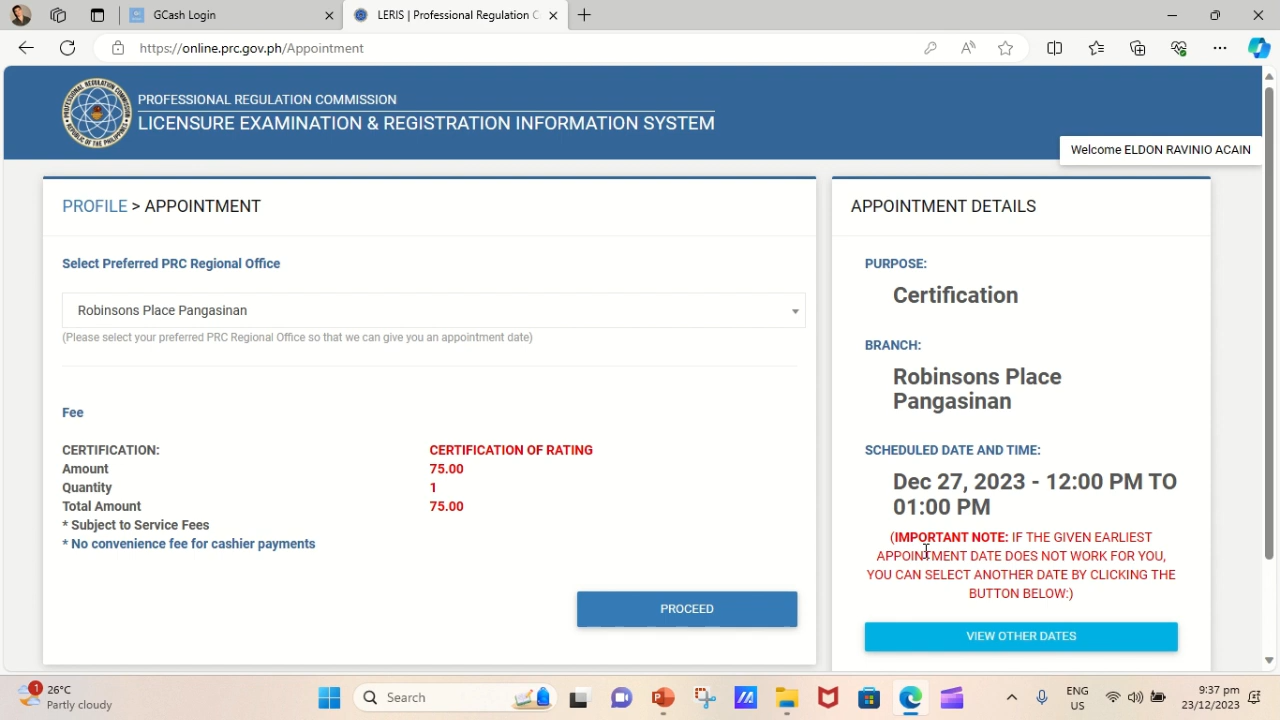 GCash Login
LERIS | Professional Regulation C
https://online.prc.gov.ph/Appointment
PROFESSIONAL REGULATION COMMISSION
LICENSURE EXAMINATION & REGISTRATION INFORMATION SYSTEM
Welcome ELDON RAVINIO ACAIN
PROFILE > APPOINTMENT
Select Preferred PRC Regional Office
Robinsons Place Pangasinan
(Please select your preferred PRC Regional Office so that we can give you an appointment date)
Fee
CERTIFICATION: CERTIFICATION OF RATING
Amount 75.00
Quantity 1
Total Amount 75.00
* Subject to Service Fees
* No convenience fee for cashier payments
PROCEED
APPOINTMENT DETAILS
PURPOSE:
Certification
BRANCH:
Robinsons Place
Pangasinan
SCHEDULED DATE AND TIME:
Dec 27, 2023 - 12:00 PM TO
01:00 PM
(IMPORTANT NOTE: IF THE GIVEN EARLIEST
APPOINTMENT DATE DOES NOT WORK FOR YOU,
YOU CAN SELECT ANOTHER DATE BY CLICKING THE
BUTTON BELOW:)
VIEW OTHER DATES
1
26°C
Partly cloudy
Search
ENG
US
9:37 pm
23/12/2023